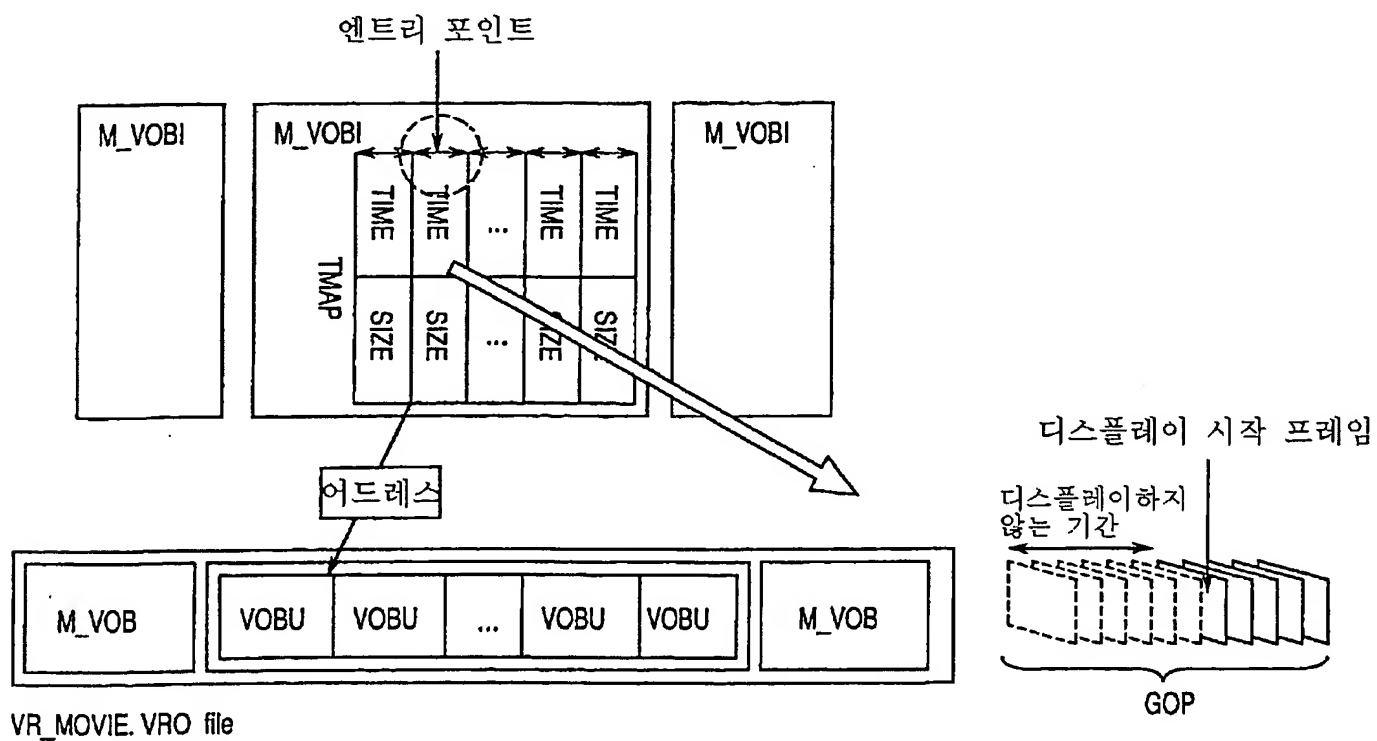 엔트리 포인트
M_VOBI
M_VOBI
M_VOBI
TMAP
TIME
TIME
...
TIME
TIME
SIZE
SIZE
...
SIZE
어드레스
디스플레이 시작 프레임
디스플레이하지
않는 기간
M_VOB
VOBU
VOBU
...
VOBU
VOBU
M_VOB
GOP
VR_MOVIE. VRO file